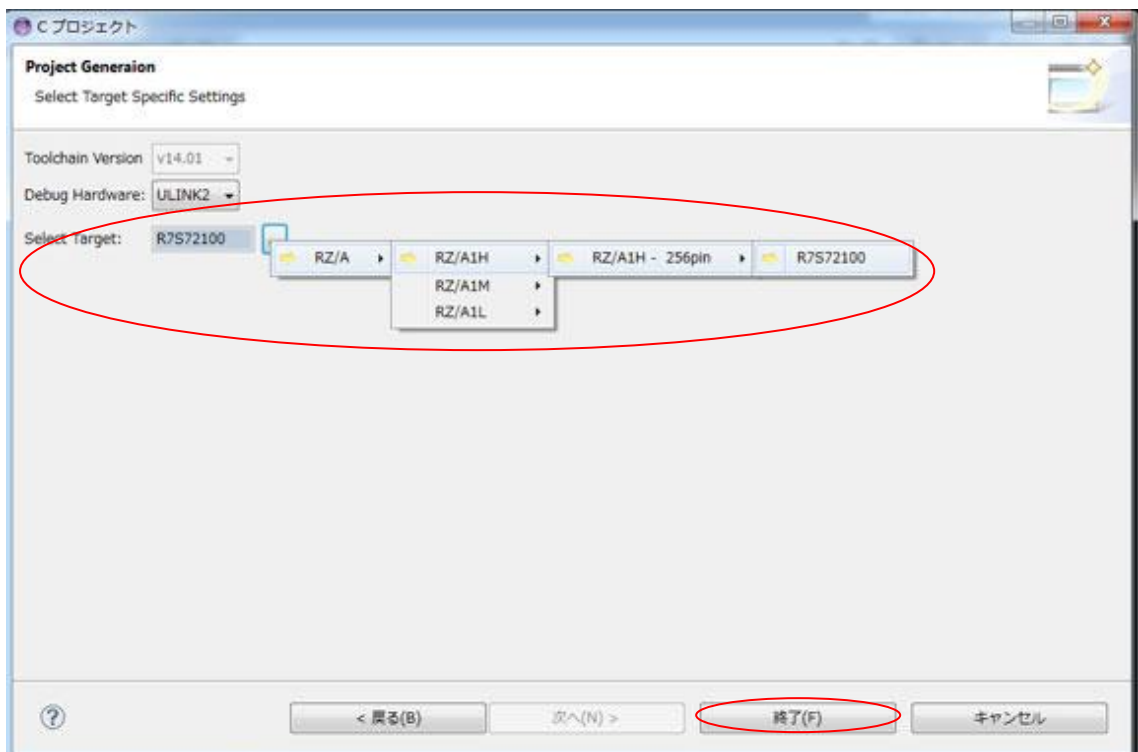 C プロジェクト
Project Generaion
Select Target Specific Settings
Toolchain Version v14.01
Debug Hardware: ULINK2
Select Target: R7S72100 ...
RZ/A RZ/A1H RZ/A1H - 256pin R7S72100
RZ/A1M
RZ/A1L
< 戻る(B) 次へ(N) > 終了(F) キャンセル